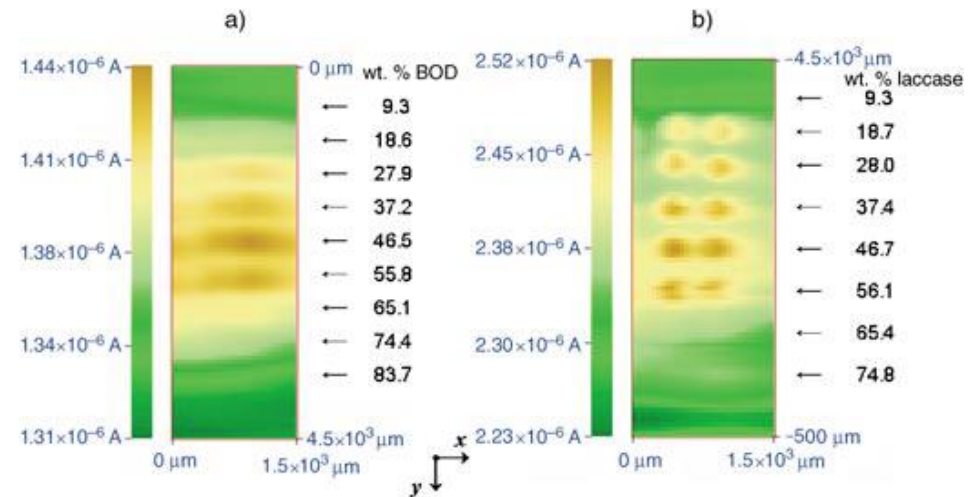 a)
1.44×10⁻⁶ A
1.41×10⁻⁶ A
1.38×10⁻⁶ A
1.34×10⁻⁶ A
1.31×10⁻⁶ A
0 μm
wt. % BOD
← 9.3
← 18.6
← 27.9
← 37.2
← 46.5
← 55.8
← 65.1
← 74.4
← 83.7
4.5×10³ μm
0 μm
1.5×10³ μm
x
y
b)
2.52×10⁻⁶ A
2.45×10⁻⁶ A
2.38×10⁻⁶ A
2.30×10⁻⁶ A
2.23×10⁻⁶ A
−4.5×10³ μm
wt. % laccase
← 9.3
← 18.7
← 28.0
← 37.4
← 46.7
← 56.1
← 65.4
← 74.8
−500 μm
0 μm
1.5×10³ μm